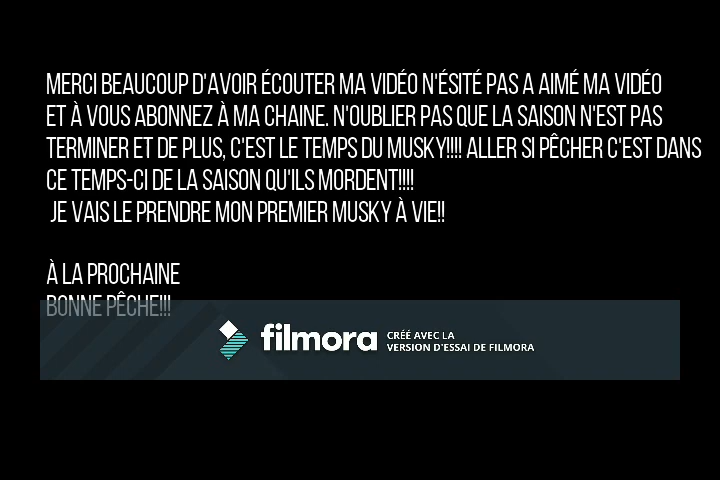 MERCI BEAUCOUP D'AVOIR ÉCOUTER MA VIDÉO N'ÉSITÉ PAS A AIMÉ MA VIDÉO
ET À VOUS ABONNEZ À MA CHAINE. N'OUBLIER PAS QUE LA SAISON N'EST PAS
TERMINER ET DE PLUS, C'EST LE TEMPS DU MUSKY!!!! ALLER SI PÊCHER C'EST DANS
CE TEMPS-CI DE LA SAISON QU'ILS MORDENT!!!!
JE VAIS LE PRENDRE MON PREMIER MUSKY À VIE!!
À LA PROCHAINE
BONNE PÊCHE!!!
filmora
CRÉÉ AVEC LA
VERSION D'ESSAI DE FILMORA